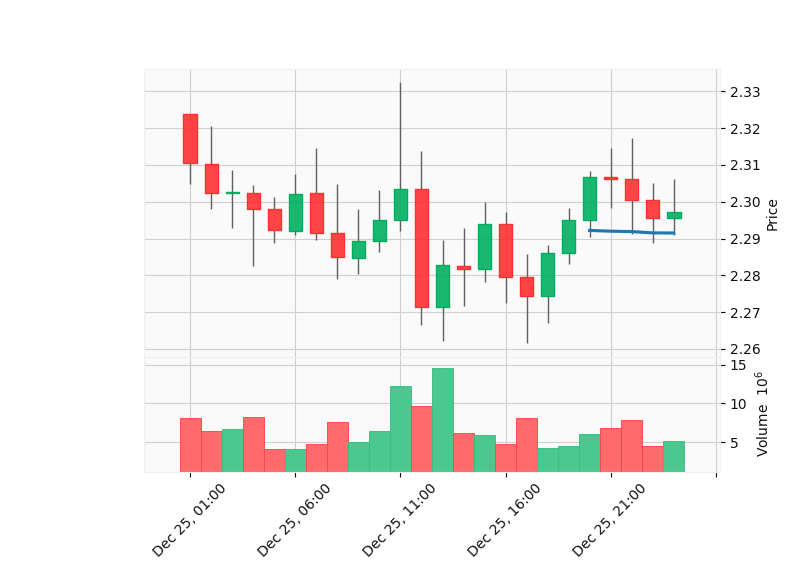 2.33
2.32
2.31
2.30
2.29
2.28
2.27
2.26
Price
15
10
5
Volume 10⁶
Dec 25, 01:00
Dec 25, 06:00
Dec 25, 11:00
Dec 25, 16:00
Dec 25, 21:00